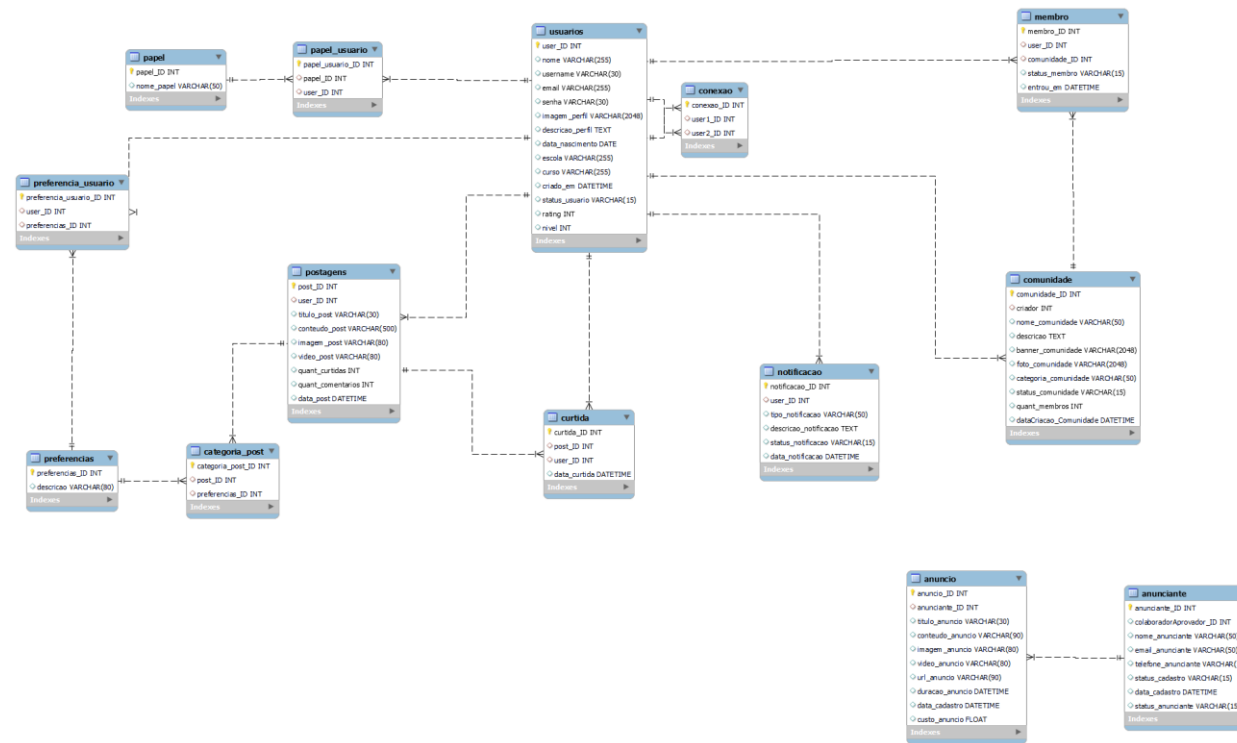 papel
papel_ID INT
nome_papel VARCHAR(50)
Indexes
papel_usuario
papel_usuario_ID INT
papel_ID INT
user_ID INT
Indexes
usuarios
user_ID INT
nome VARCHAR(255)
username VARCHAR(30)
email VARCHAR(255)
senha VARCHAR(30)
imagem_perfil VARCHAR(2048)
descricao_perfil TEXT
data_nascimento DATE
escola VARCHAR(255)
curso VARCHAR(255)
criado_em DATETIME
status_usuario VARCHAR(15)
rating INT
nivel INT
Indexes
conexao
conexao_ID INT
user1_ID INT
user2_ID INT
Indexes
membro
membro_ID INT
user_ID INT
comunidade_ID INT
status_membro VARCHAR(15)
entrou_em DATETIME
Indexes
preferencia_usuario
preferencia_usuario_ID INT
user_ID INT
preferencias_ID INT
Indexes
postagens
post_ID INT
user_ID INT
titulo_post VARCHAR(30)
conteudo_post VARCHAR(500)
imagem_post VARCHAR(80)
video_post VARCHAR(80)
quant_curtidas INT
quant_comentarios INT
data_post DATETIME
Indexes
comunidade
comunidade_ID INT
criador INT
nome_comunidade VARCHAR(50)
descricao TEXT
banner_comunidade VARCHAR(2048)
foto_comunidade VARCHAR(2048)
categoria_comunidade VARCHAR(50)
status_comunidade VARCHAR(15)
quant_membros INT
dataCriacao_Comunidade DATETIME
Indexes
notificacao
notificacao_ID INT
user_ID INT
tipo_notificacao VARCHAR(50)
descricao_notificacao TEXT
status_notificacao VARCHAR(15)
data_notificacao DATETIME
Indexes
curtida
curtida_ID INT
post_ID INT
user_ID INT
data_curtida DATETIME
Indexes
preferencias
preferencias_ID INT
descricao VARCHAR(80)
Indexes
categoria_post
categoria_post_ID INT
post_ID INT
preferencias_ID INT
Indexes
anuncio
anuncio_ID INT
anunciante_ID INT
titulo_anuncio VARCHAR(30)
conteudo_anuncio VARCHAR(90)
imagem_anuncio VARCHAR(80)
video_anuncio VARCHAR(80)
url_anuncio VARCHAR(90)
duracao_anuncio DATETIME
data_cadastro DATETIME
custo_anuncio FLOAT
Indexes
anunciante
anunciante_ID INT
colaboradorAprovador_ID INT
nome_anunciante VARCHAR(50)
email_anunciante VARCHAR(50)
telefone_anunciante VARCHAR(
status_cadastro VARCHAR(15)
data_cadastro DATETIME
status_anunciante VARCHAR(15
Indexes